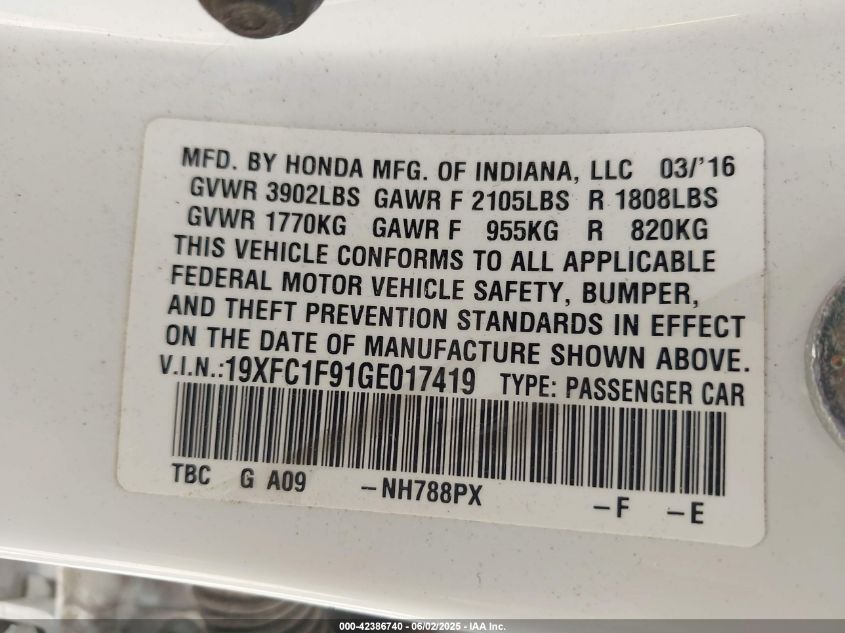 MFD. BY HONDA MFG. OF INDIANA, LLC 03/'16
GVWR 3902LBS GAWR F 2105LBS R 1808LBS
GVWR 1770KG GAWR F 955KG R 820KG
THIS VEHICLE CONFORMS TO ALL APPLICABLE
FEDERAL MOTOR VEHICLE SAFETY, BUMPER,
AND THEFT PREVENTION STANDARDS IN EFFECT
ON THE DATE OF MANUFACTURE SHOWN ABOVE.
V.I.N.:19XFC1F91GE017419 TYPE: PASSENGER CAR
TBC G A09 -NH788PX -F -E
000-42386740 - 06/02/2025 - IAA Inc.